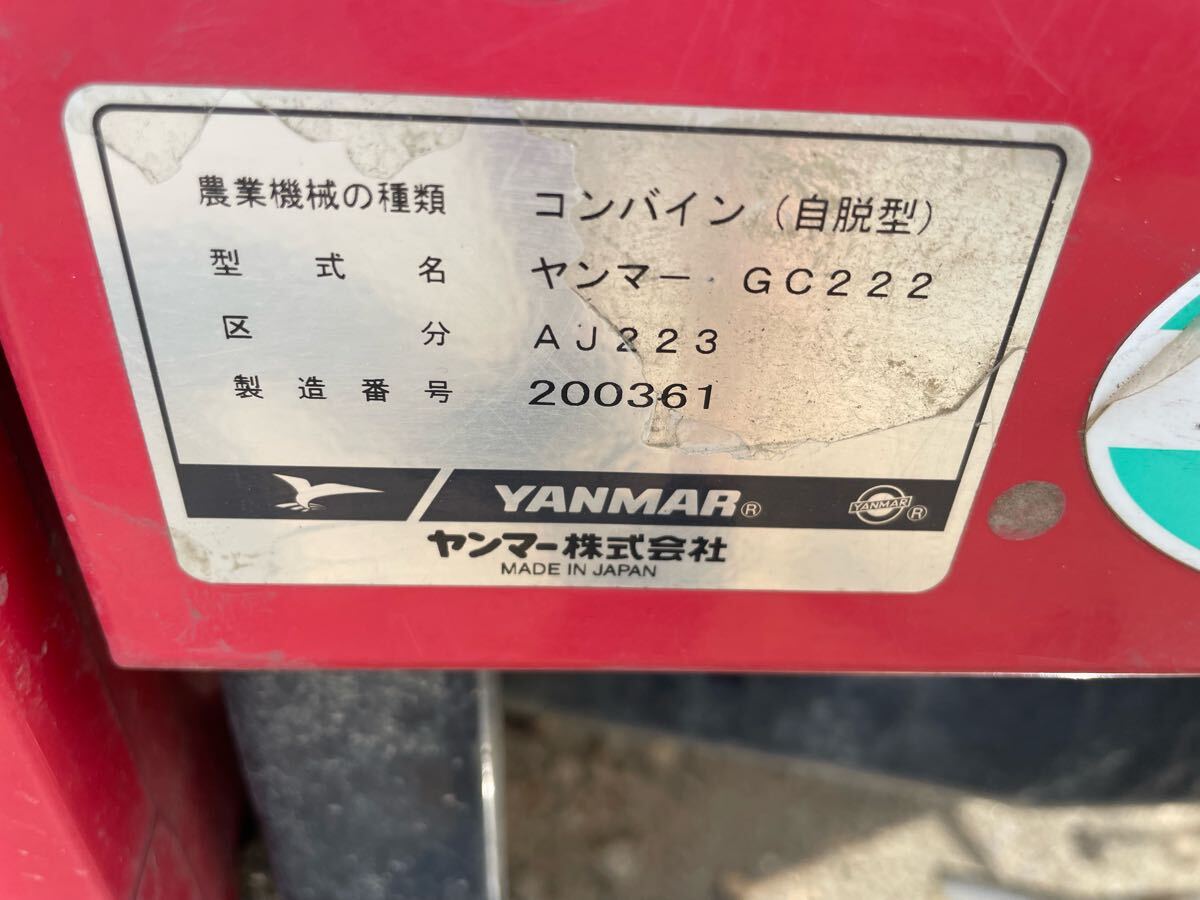 農業機械の種類 コンバイン(自脱型)
型式名 ヤンマー GC222
区分 AJ223
製造番号 200361
YANMAR® YANMAR®
ヤンマー株式会社
MADE IN JAPAN